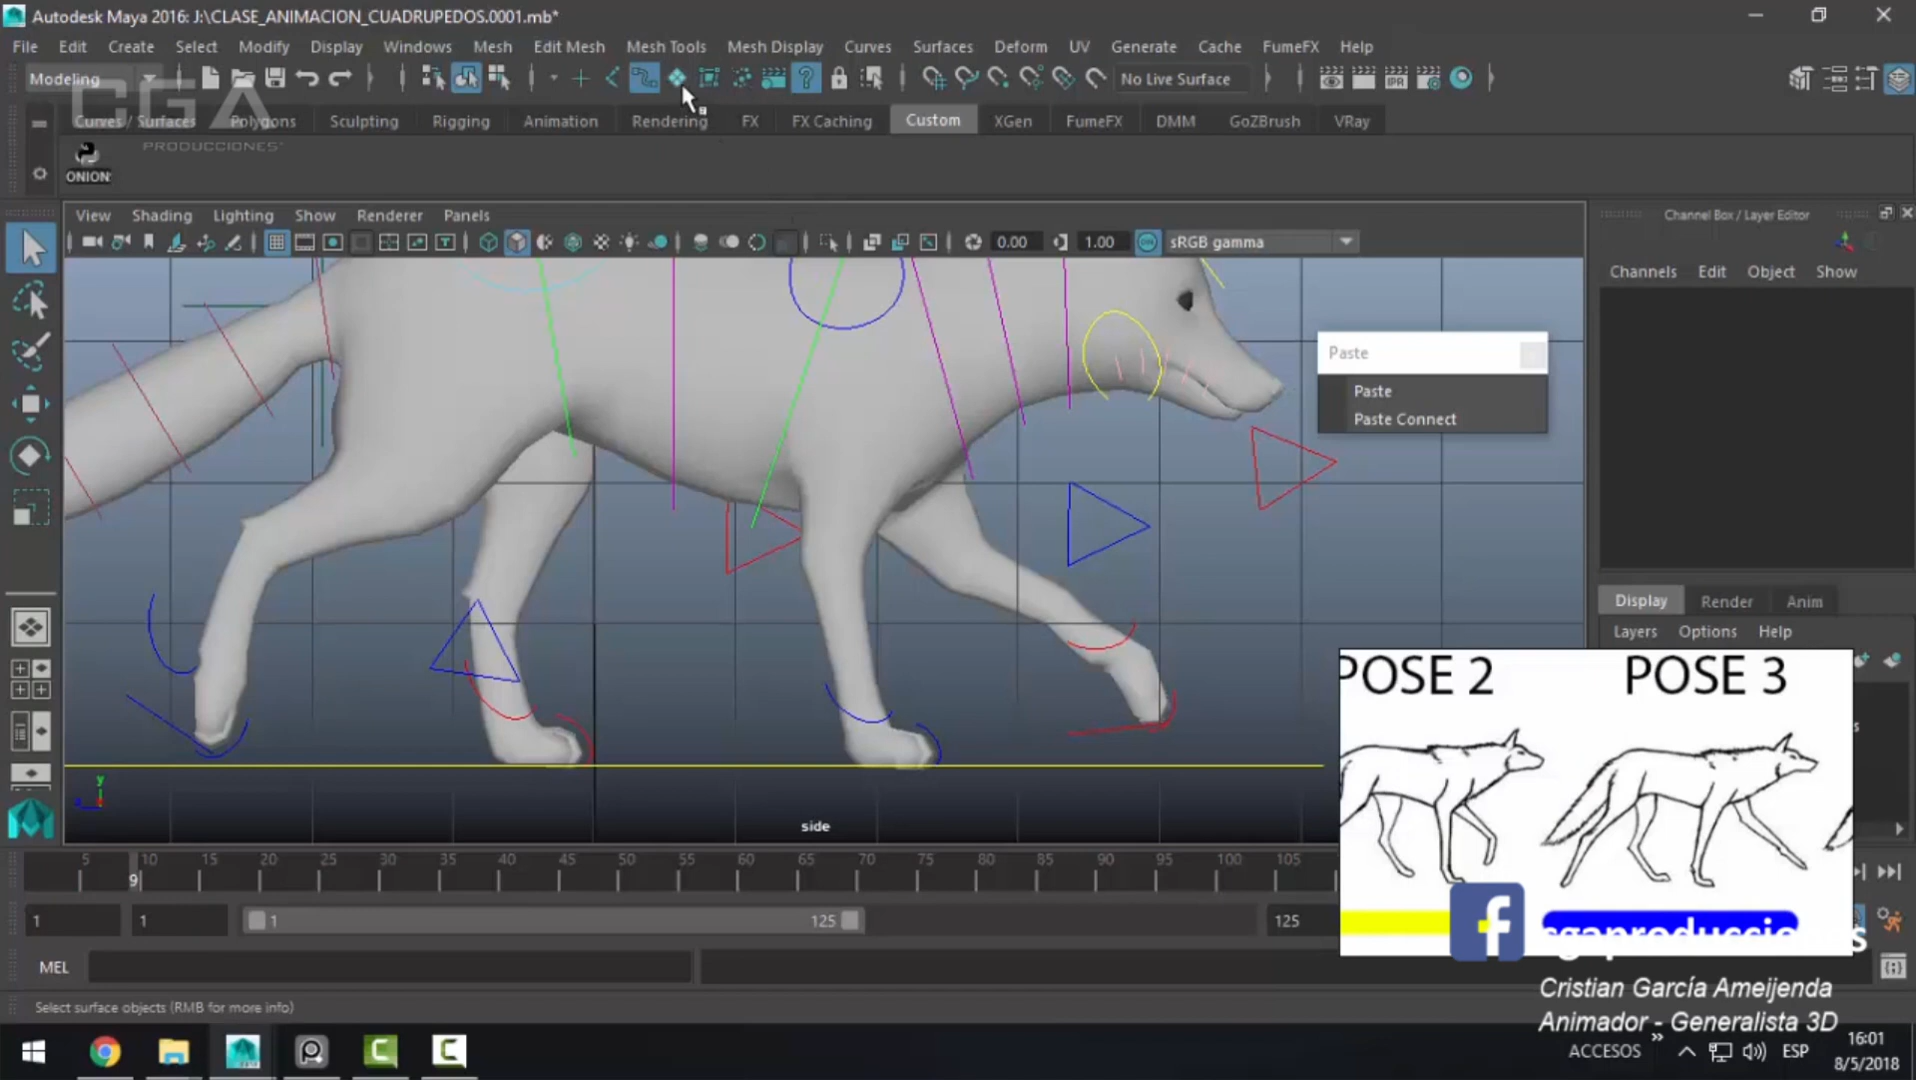 Autodesk Maya 2016: J:\CLASE_ANIMACION_CUADRUPEDOS.0001.mb*
File Edit Create Select Modify Display Windows Mesh Edit Mesh Mesh Tools Mesh Display Curves Surfaces Deform UV Generate Cache FumeFX Help
Modeling No Live Surface
CGA
PRODUCCIONES
Curves / Surfaces Polygons Sculpting Rigging Animation Rendering FX FX Caching Custom XGen FumeFX DMM GoZBrush VRay
ONION
View Shading Lighting Show Renderer Panels
0.00 1.00 sRGB gamma
Channel Box / Layer Editor
Channels Edit Object Show
Paste
Paste
Paste Connect
Display Render Anim
Layers Options Help
POSE 2 POSE 3
side
5 10 15 20 25 30 35 40 45 50 55 60 65 70 75 80 85 90 95 100 105
9
1 1 1 125 125
MEL
Select surface objects (RMB for more info)
Cristian García Ameijenda
Animador - Generalista 3D
ACCESOS » ESP 16:01
8/5/2018